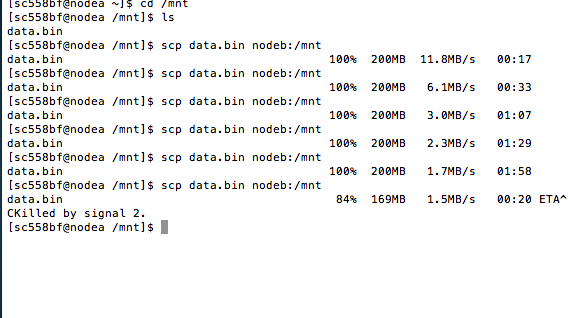 [sc558bf@nodea ~]$ cd /mnt
[sc558bf@nodea /mnt]$ ls
data.bin
[sc558bf@nodea /mnt]$ scp data.bin nodeb:/mnt
data.bin 100% 200MB 11.8MB/s 00:17
[sc558bf@nodea /mnt]$ scp data.bin nodeb:/mnt
data.bin 100% 200MB 6.1MB/s 00:33
[sc558bf@nodea /mnt]$ scp data.bin nodeb:/mnt
data.bin 100% 200MB 3.0MB/s 01:07
[sc558bf@nodea /mnt]$ scp data.bin nodeb:/mnt
data.bin 100% 200MB 2.3MB/s 01:29
[sc558bf@nodea /mnt]$ scp data.bin nodeb:/mnt
data.bin 100% 200MB 1.7MB/s 01:58
[sc558bf@nodea /mnt]$ scp data.bin nodeb:/mnt
data.bin 84% 169MB 1.5MB/s 00:20 ETA^
CKilled by signal 2.
[sc558bf@nodea /mnt]$